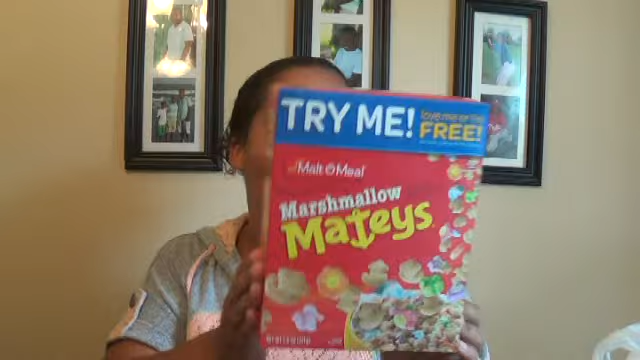 TRY ME!
love me or it's
FREE!
Malt O Meal
Marshmallow
Mateys